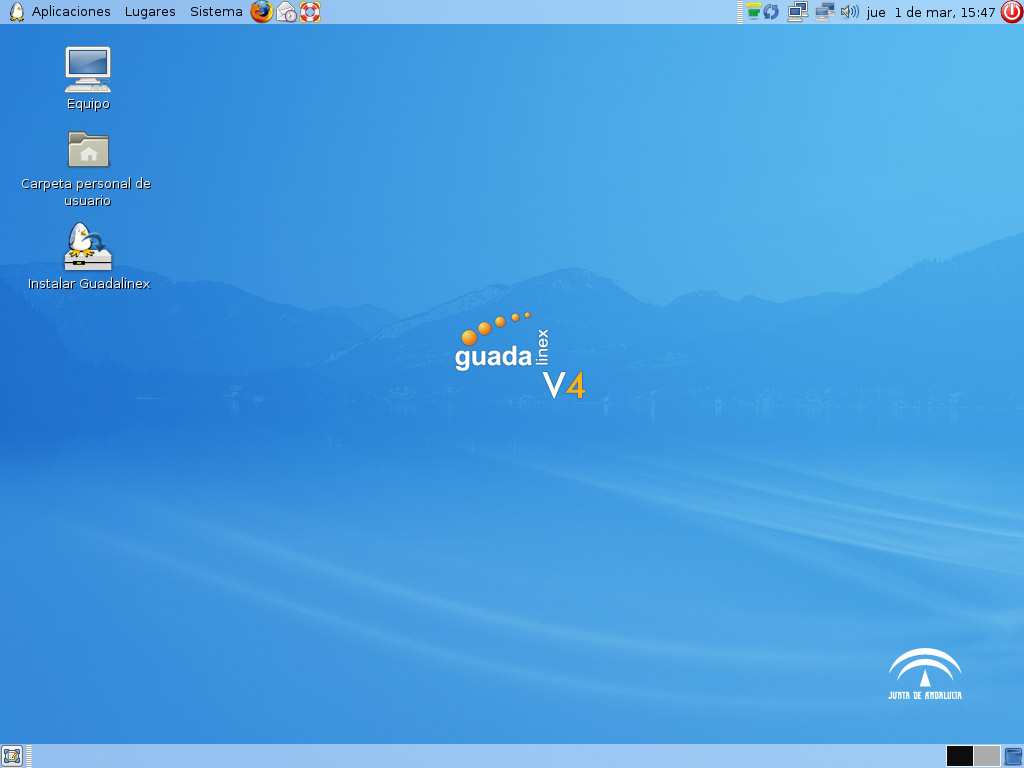 Aplicaciones Lugares Sistema jue 1 de mar, 15:47
Equipo
Carpeta personal de
usuario
Instalar Guadalinex
guada linex
V4
JUNTA DE ANDALUCIA